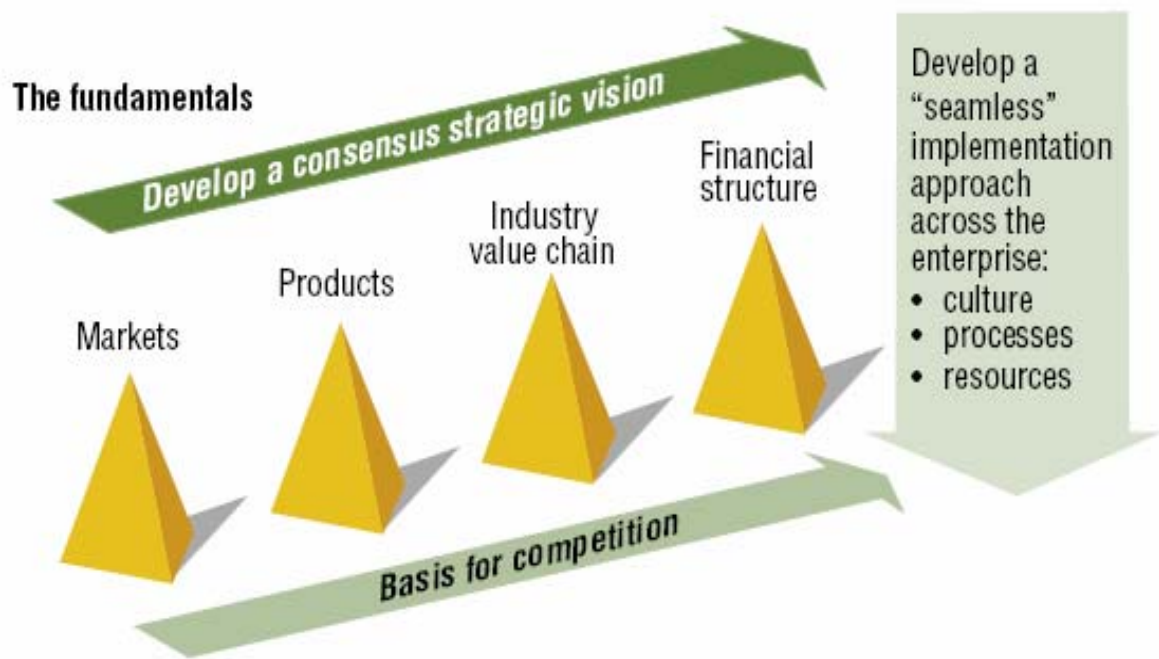 The fundamentals
Develop a consensus strategic vision
Markets
Products
Industry
value chain
Financial
structure
Basis for competition
Develop a
“seamless”
implementation
approach
across the
enterprise:
• culture
• processes
• resources